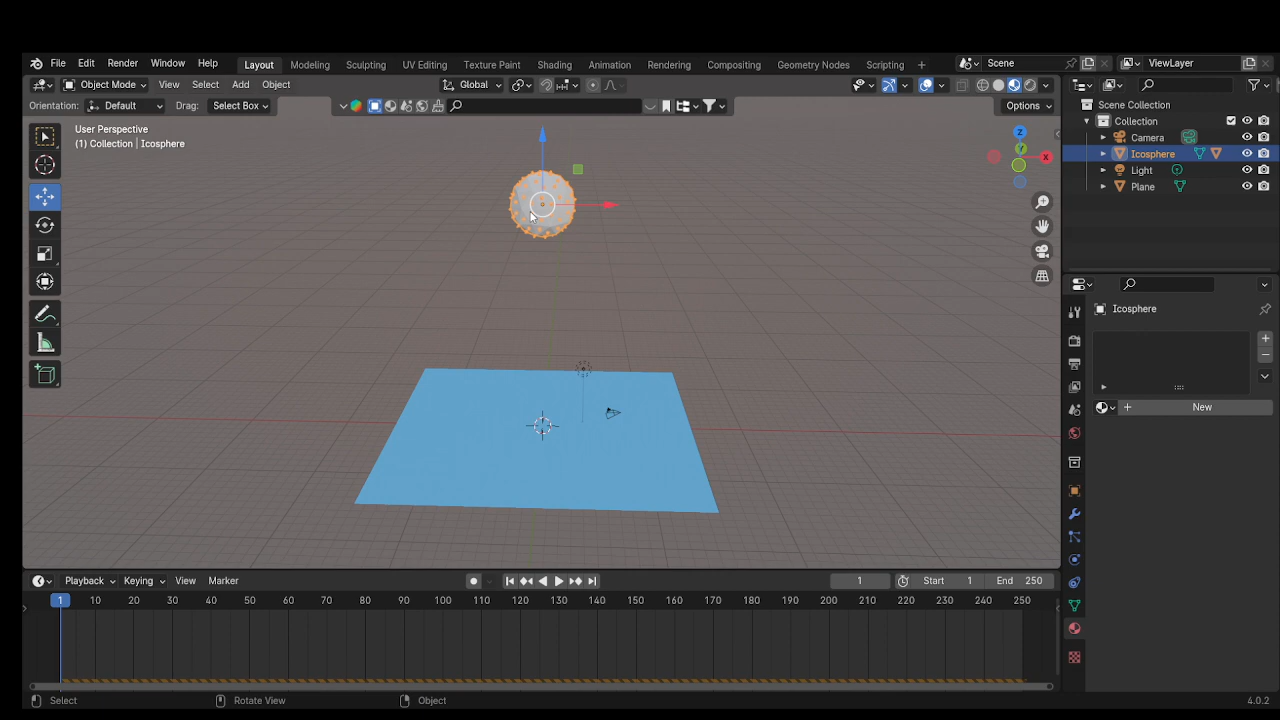 File Edit Render Window Help Layout Modeling Sculpting UV Editing Texture Paint Shading Animation Rendering Compositing Geometry Nodes Scripting + Scene ViewLayer
Object Mode View Select Add Object Global
Orientation: Default Drag: Select Box Options
User Perspective
(1) Collection | Icosphere
Z
Y
X
Scene Collection
Collection
Camera
Icosphere
Light
Plane
Icosphere
+ New
Playback Keying View Marker 1 Start 1 End 250
1 10 20 30 40 50 60 70 80 90 100 110 120 130 140 150 160 170 180 190 200 210 220 230 240 250
Select Rotate View Object 4.0.2